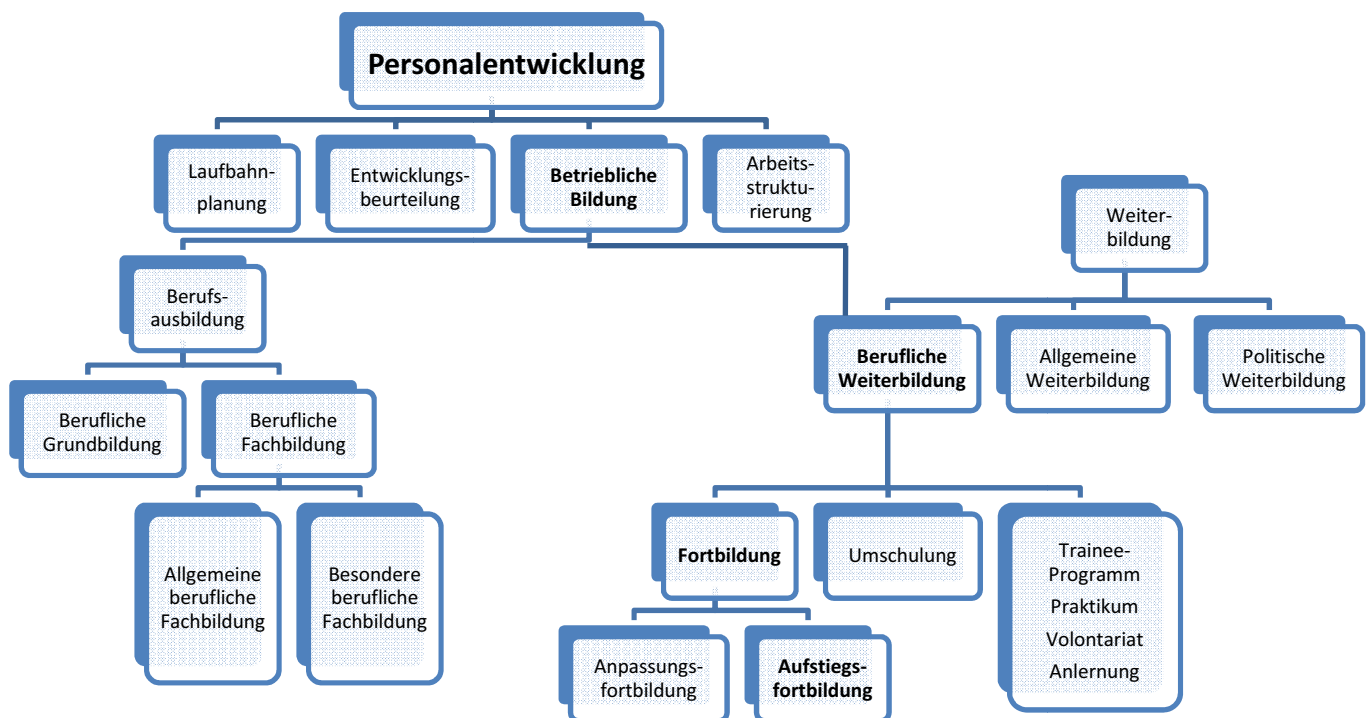 Personalentwicklung
Laufbahn-
planung
Entwicklungs-
beurteilung
Betriebliche
Bildung
Arbeits-
struktu-
rierung
Weiter-
bildung
Berufs-
ausbildung
Berufliche
Weiterbildung
Allgemeine
Weiterbildung
Politische
Weiterbildung
Berufliche
Grundbildung
Berufliche
Fachbildung
Allgemeine
berufliche
Fachbildung
Besondere
berufliche
Fachbildung
Fortbildung
Umschulung
Trainee-
Programm
Praktikum
Volontariat
Anlernung
Anpassungs-
fortbildung
Aufstiegs-
fortbildung